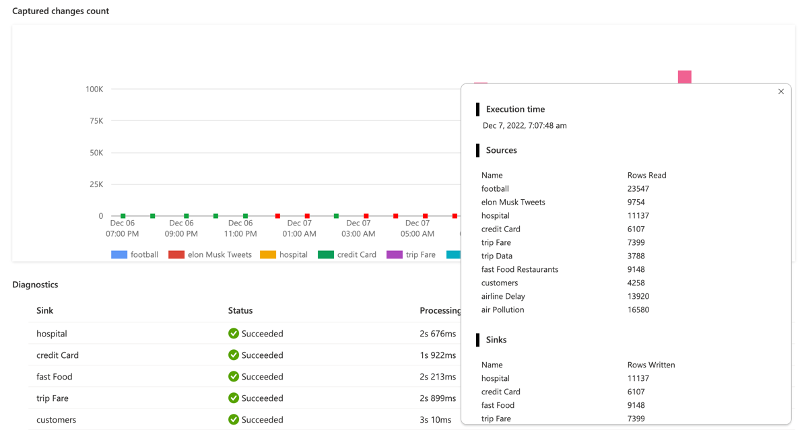 Captured changes count
100K
75K
50K
25K
0
Dec 06 Dec 06 Dec 06 Dec 07 Dec 07 Dec 07
07:00 PM 09:00 PM 11:00 PM 01:00 AM 03:00 AM 05:00 AM
football elon Musk Tweets hospital credit Card trip Fare
Diagnostics
Sink Status Processing
hospital Succeeded 2s 676ms
credit Card Succeeded 1s 922ms
fast Food Succeeded 2s 213ms
trip Fare Succeeded 2s 899ms
customers Succeeded 3s 10ms
Execution time
Dec 7, 2022, 7:07:48 am
Sources
Name Rows Read
football 23547
elon Musk Tweets 9754
hospital 11137
credit Card 6107
trip Fare 7399
trip Data 3788
fast Food Restaurants 9148
customers 4258
airline Delay 13920
air Pollution 16580
Sinks
Name Rows Written
hospital 11137
credit Card 6107
fast Food 9148
trip Fare 7399